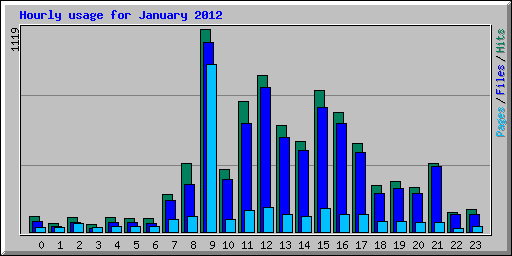 Hourly usage for January 2012
1119
Pages/Files/Hits
0 1 2 3 4 5 6 7 8 9 10 11 12 13 14 15 16 17 18 19 20 21 22 23